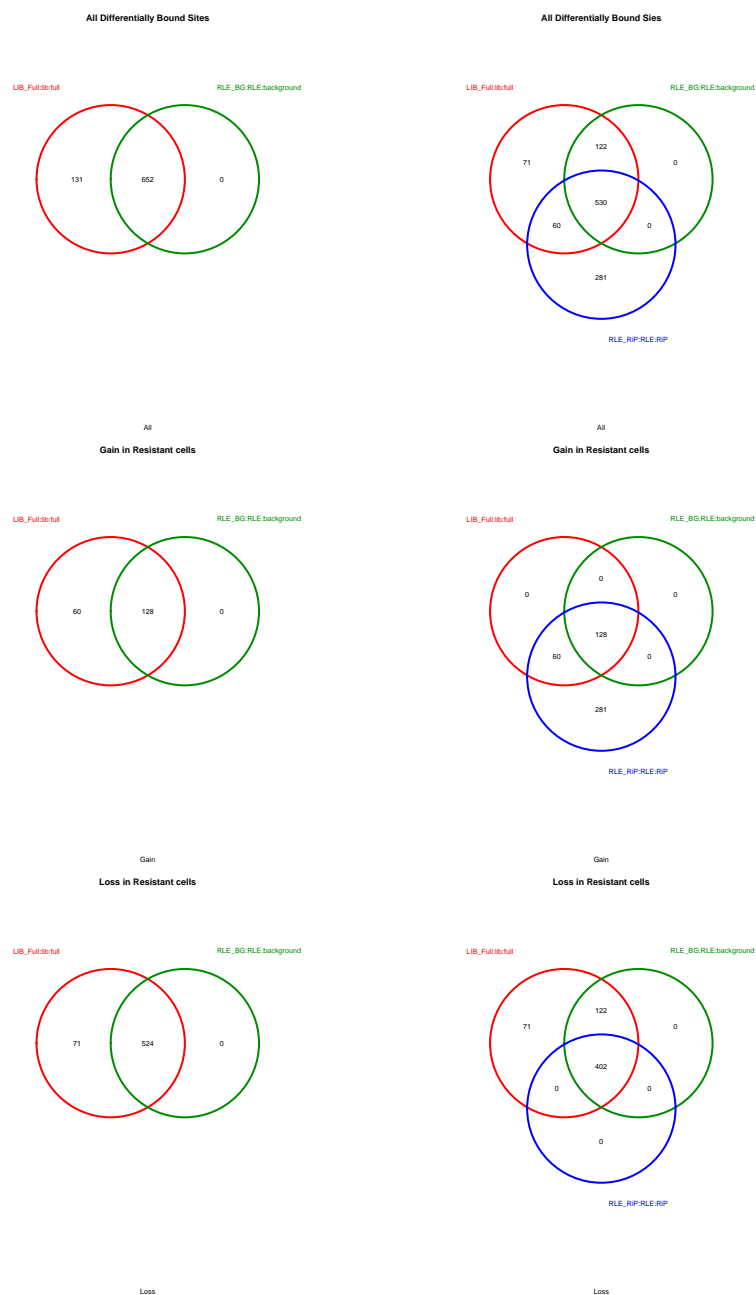 All Differentially Bound Sites
LIB_Full:lib:full
RLE_BG:RLE:background
131
652
0
All
All Differentially Bound Sies
LIB_Full:lib:full
RLE_BG:RLE:background
122
71
0
530
60
0
281
RLE_RiP:RLE:RiP
All
Gain in Resistant cells
LIB_Full:lib:full
RLE_BG:RLE:background
60
128
0
Gain
Gain in Resistant cells
LIB_Full:lib:full
RLE_BG:RLE:background
0
0
0
128
60
0
281
RLE_RiP:RLE:RiP
Gain
Loss in Resistant cells
LIB_Full:lib:full
RLE_BG:RLE:background
71
524
0
Loss
Loss in Resistant cells
LIB_Full:lib:full
RLE_BG:RLE:background
122
71
0
402
0
0
0
RLE_RiP:RLE:RiP
Loss